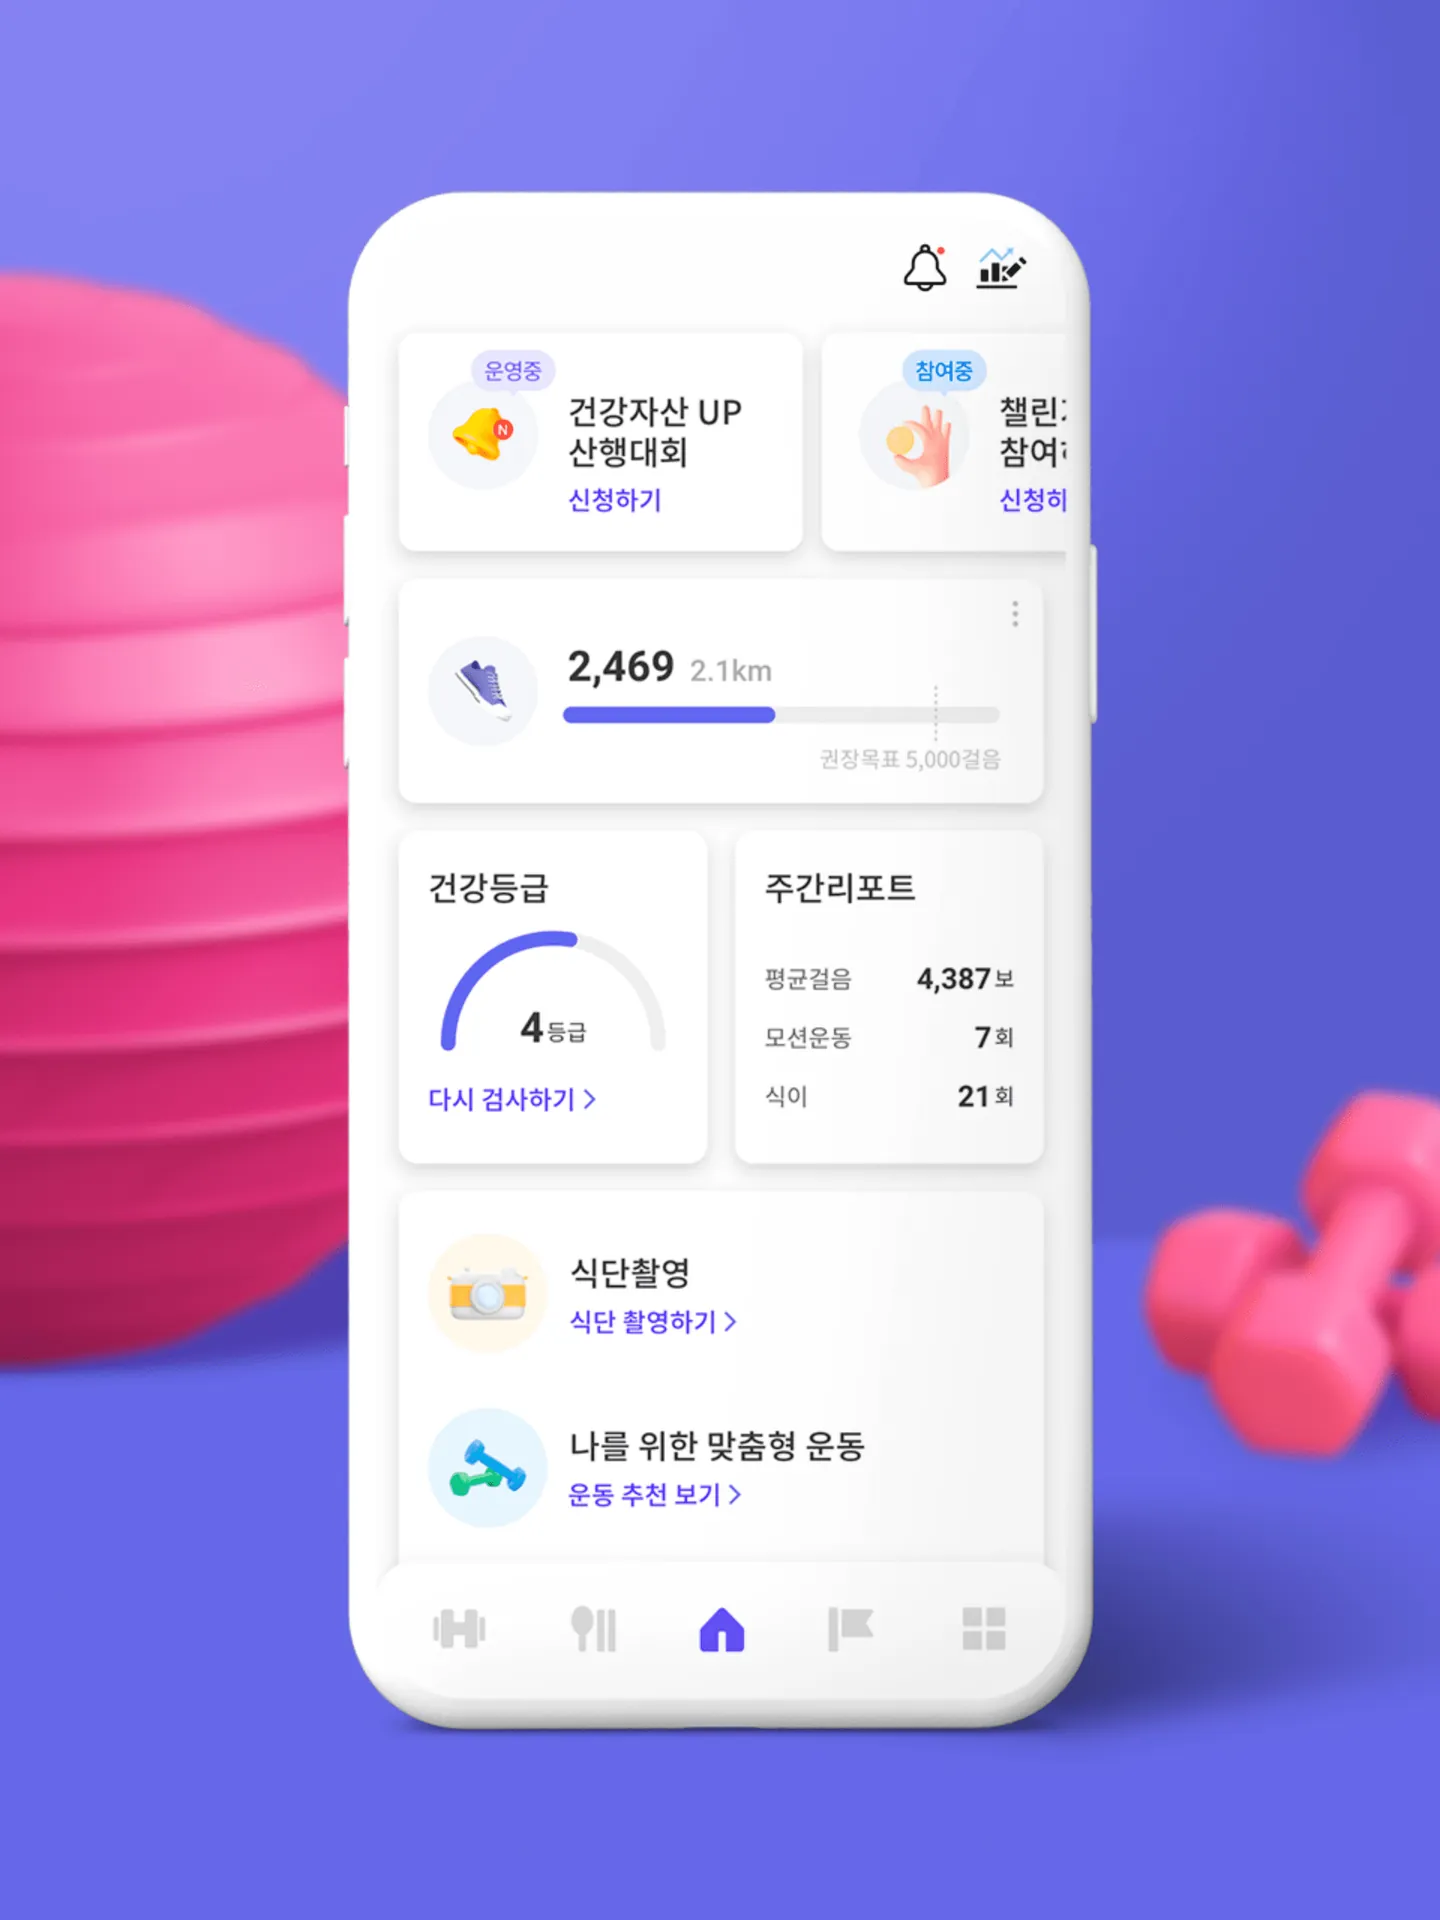 운영중
건강자산 UP
산행대회
신청하기
N
참여중
2,469 2.1km
권장목표 5,000걸음
건강등급
4등급
다시 검사하기 >
주간리포트
평균걸음 4,387보
모션운동 7회
식이 21회
식단촬영
식단 촬영하기 >
나를 위한 맞춤형 운동
운동 추천 보기 >